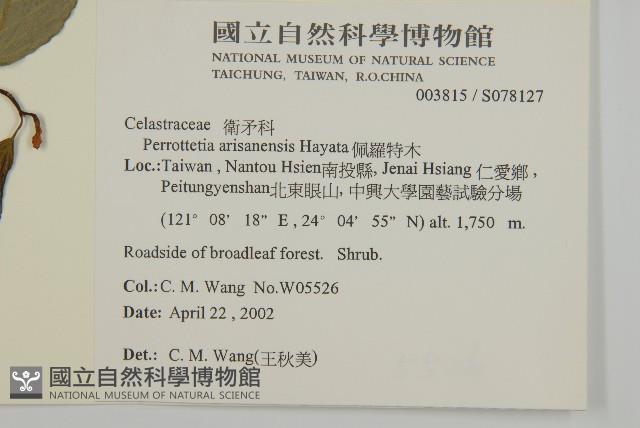 國立自然科學博物館
NATIONAL MUSEUM OF NATURAL SCIENCE
TAICHUNG, TAIWAN, R.O.CHINA
003815 / S078127
Celastraceae 衛矛科
Perrottetia arisanensis Hayata 佩羅特木
Loc.:Taiwan , Nantou Hsien南投縣, Jenai Hsiang 仁愛鄉 ,
Peitungyenshan北東眼山, 中興大學園藝試驗分場
(121° 08' 18" E , 24° 04' 55" N) alt. 1,750 m.
Roadside of broadleaf forest. Shrub.
Col.: C. M. Wang No.W05526
Date: April 22 , 2002
Det.: C. M. Wang(王秋美)
國立自然科學博物館
NATIONAL MUSEUM OF NATURAL SCIENCE